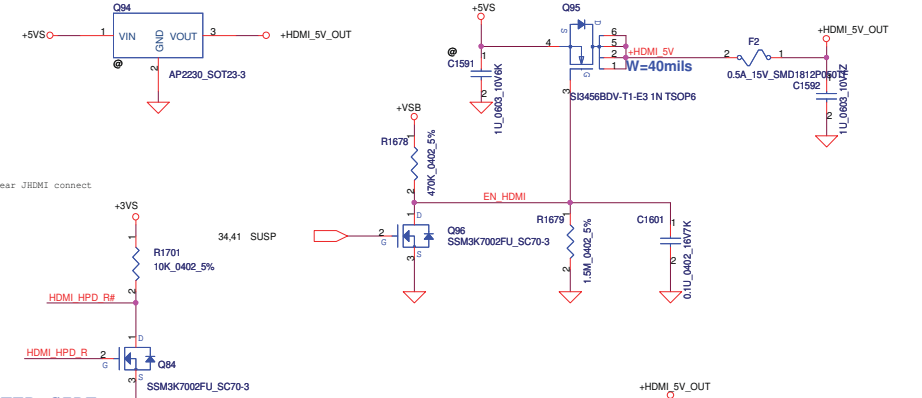 Q94
+5VS
1
VIN
GND
VOUT
3
+HDMI_5V_OUT
@
2
AP2230_SOT23-3
+5VS
Q95
S
D
4
6
5
2
1
G
3
+HDMI_5V
W=40mils
SI3456BDV-T1-E3 1N TSOP6
@
C1591
1
2
1U_0603_10V6K
F2
2
1
0.5A_15V_SMD1812P050TF
+HDMI_5V_OUT
C1592
2
1U_0603_10V4Z
+VSB
R1678
1
2
470K_0402_5%
ear JHDMI connect
EN_HDMI
34,41 SUSP
2
G
1
D
Q96
SSM3K7002FU_SC70-3
3
S
R1679
1
2
1.5M_0402_5%
C1601
1
2
0.1U_0402_16V7K
+3VS
1
R1701
10K_0402_5%
2
HDMI_HPD_R#
HDMI_HPD_R
2
G
1
D
Q84
3
S
SSM3K7002FU_SC70-3
+HDMI_5V_OUT